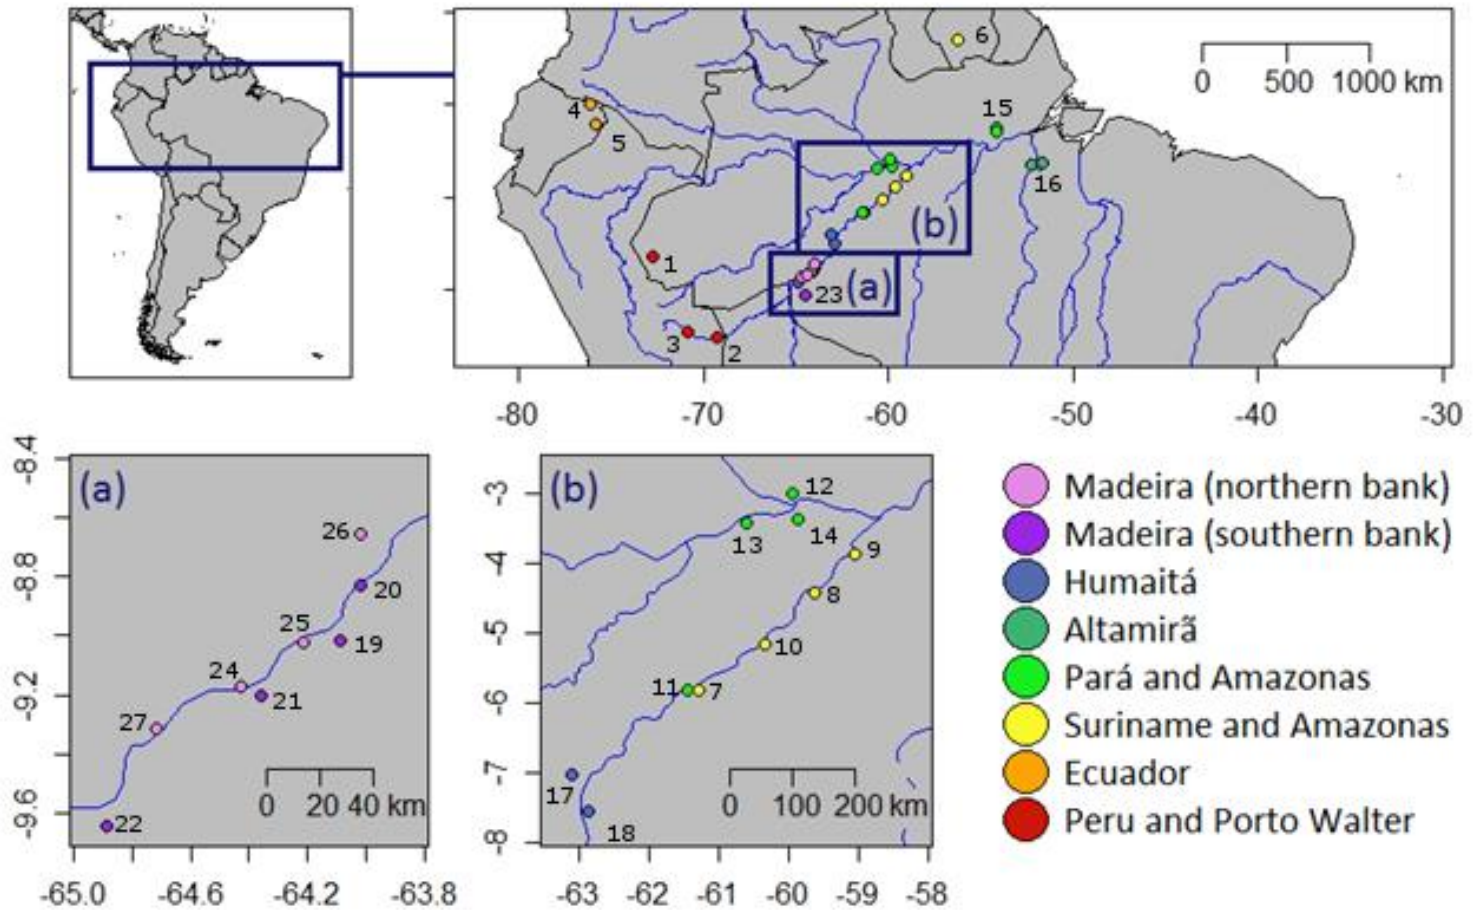 6
0 500 1000 km
15
4
5
16
(b)
1
23 (a)
3 2
-80 -70 -60 -50 -40 -30
(a)
-8.4
-8.8
-9.2
-9.6
26
20
25
19
24
21
27
22
0 20 40 km
-65.0 -64.6 -64.2 -63.8
(b)
-3
-4
-5
-6
-7
-8
12
13 14
9
8
10
11 7
17
18
0 100 200 km
-63 -62 -61 -60 -59 -58
Madeira (northern bank)
Madeira (southern bank)
Humaitá
Altamirã
Pará and Amazonas
Suriname and Amazonas
Ecuador
Peru and Porto Walter